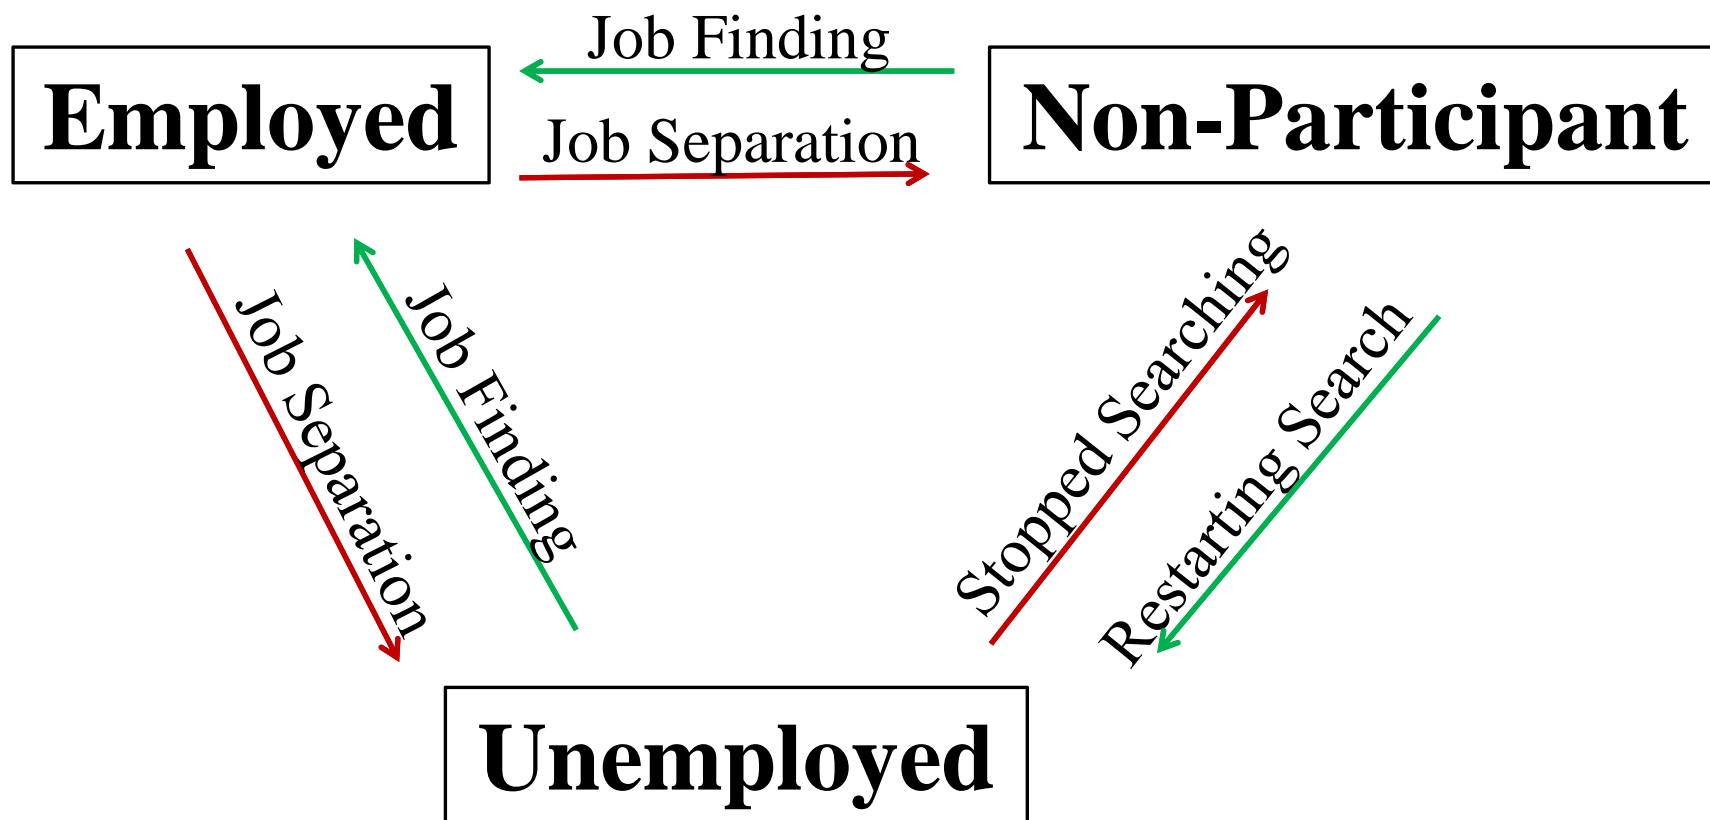 Job Finding
Employed
Non-Participant
Job Separation
Job Separation
Job Finding
Stopped Searching
Restarting Search
Unemployed